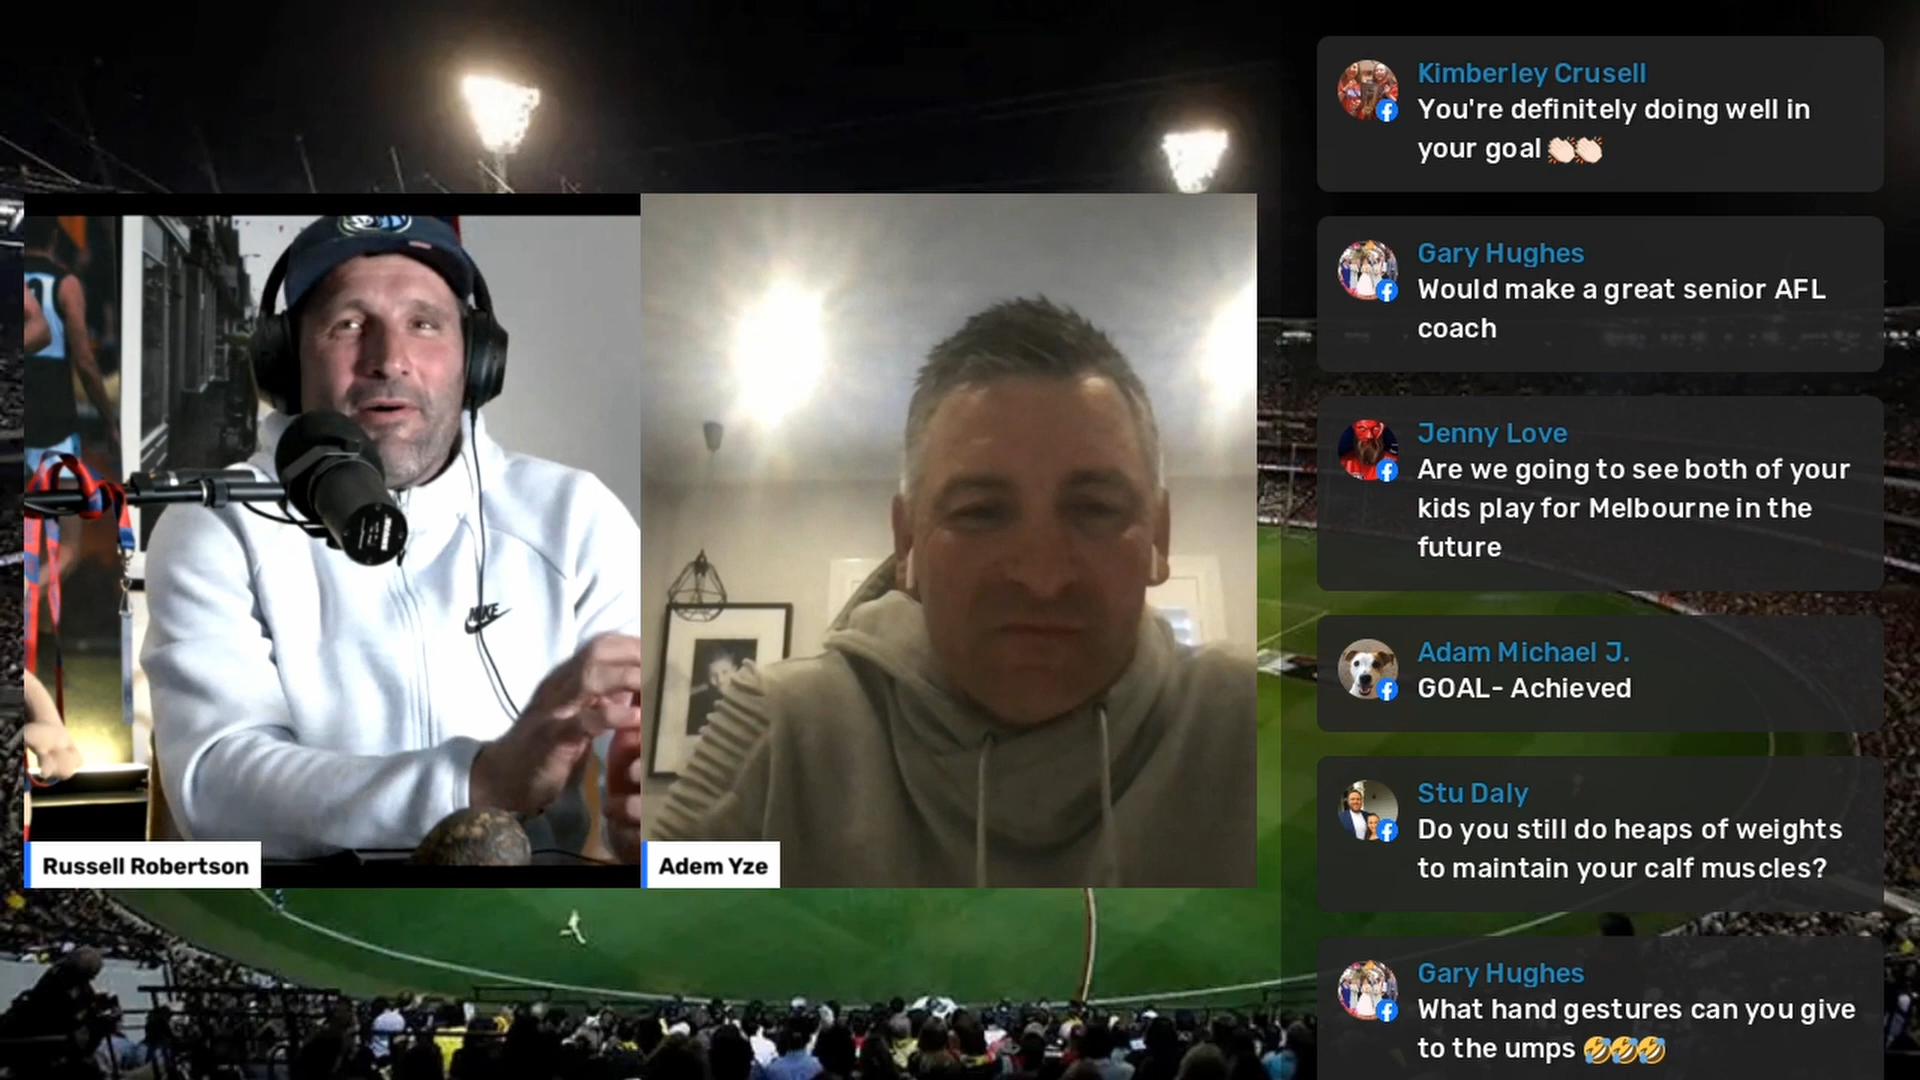 Kimberley Crusell
You're definitely doing well in
your goal 👏🏻👏🏻
Gary Hughes
Would make a great senior AFL
coach
Jenny Love
Are we going to see both of your
kids play for Melbourne in the
future
Adam Michael J.
GOAL- Achieved
Stu Daly
Do you still do heaps of weights
to maintain your calf muscles?
Gary Hughes
What hand gestures can you give
to the umps 🤣🤣🤣
NIKE
Russell Robertson
Adem Yze